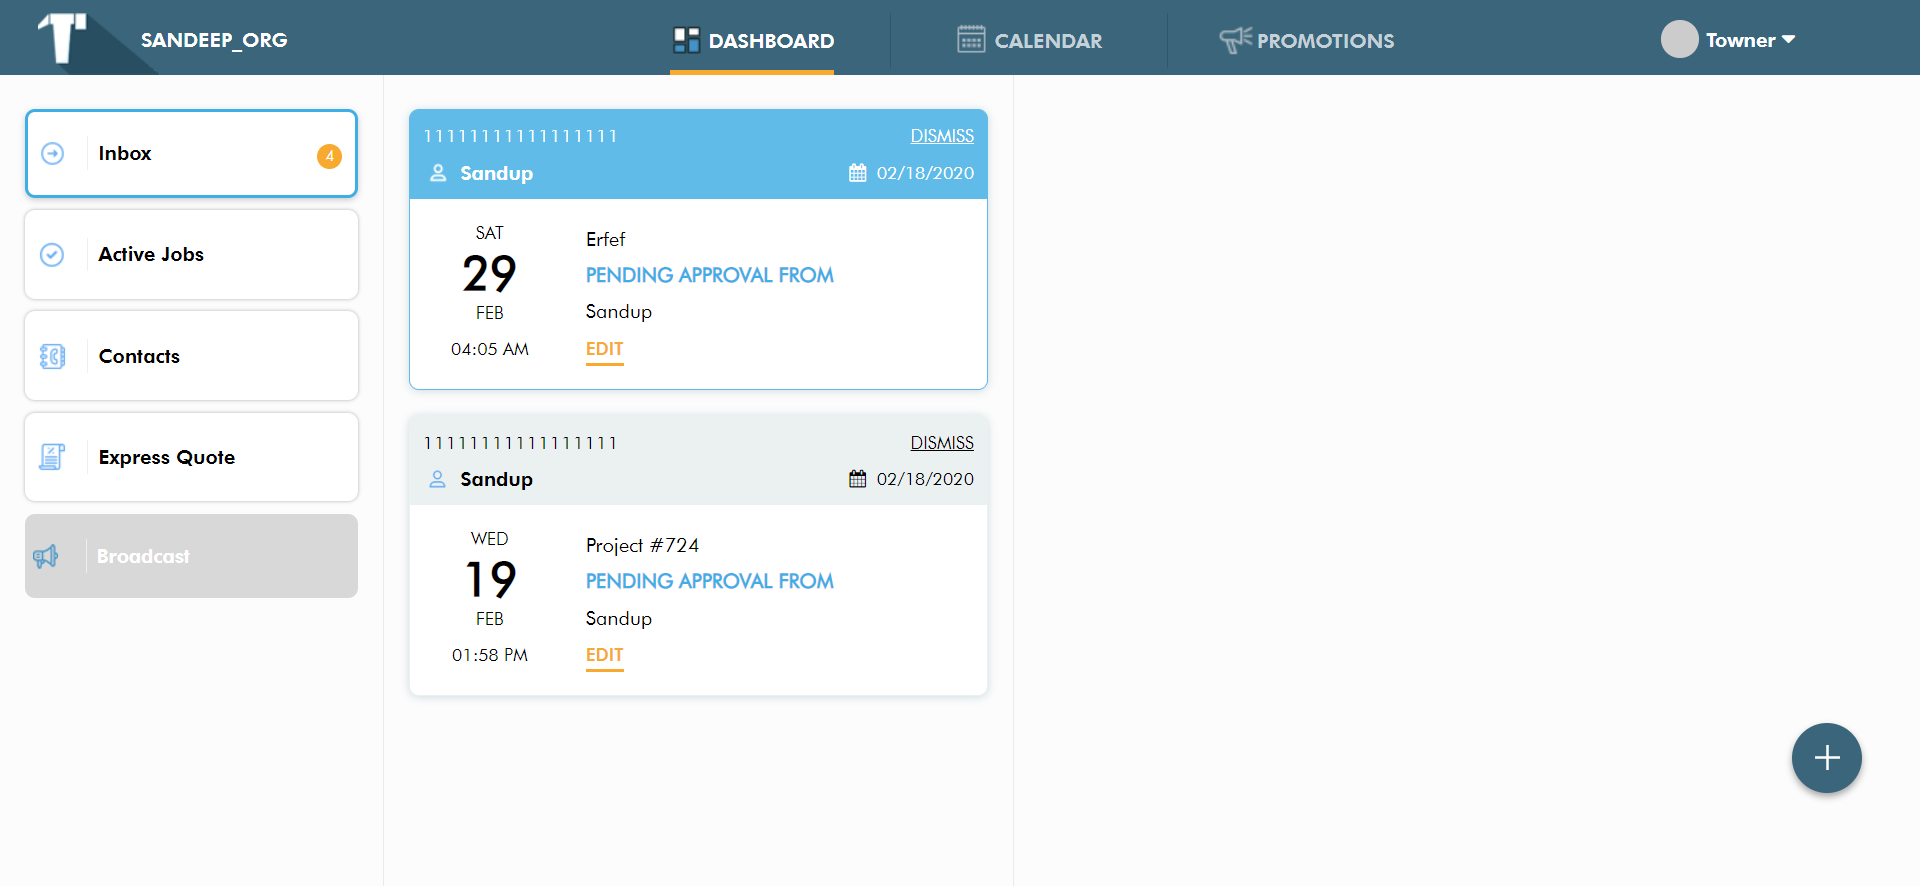 SANDEEP_ORG
DASHBOARD
CALENDAR
PROMOTIONS
Towner
Inbox
4
Active Jobs
Contacts
Express Quote
Broadcast
11111111111111111 DISMISS
Sandup 02/18/2020
SAT
29
FEB
04:05 AM
Erfef
PENDING APPROVAL FROM
Sandup
EDIT
11111111111111111 DISMISS
Sandup 02/18/2020
WED
19
FEB
01:58 PM
Project #724
PENDING APPROVAL FROM
Sandup
EDIT